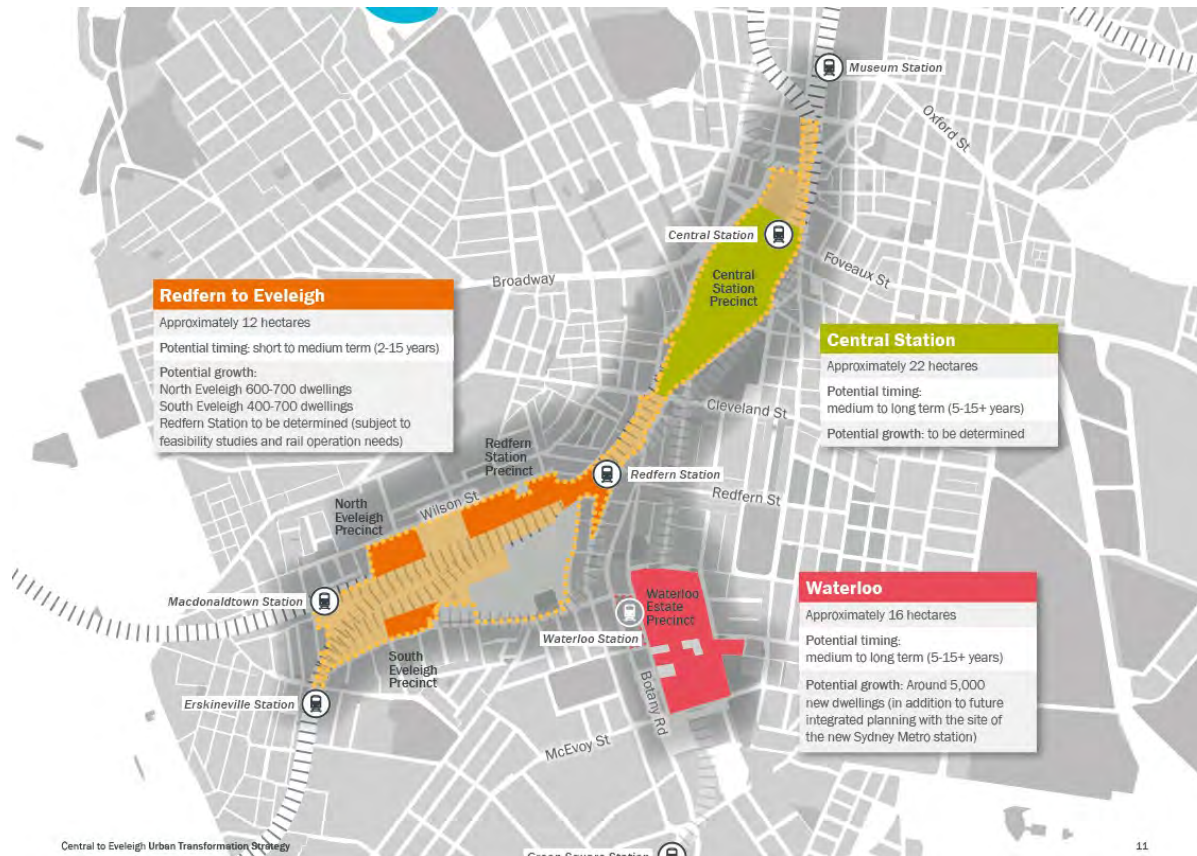 Museum Station
Oxford St
Central Station
Foveaux St
Central
Station
Precinct
Broadway
Redfern to Eveleigh
Approximately 12 hectares
Potential timing: short to medium term (2-15 years)
Potential growth:
North Eveleigh 600-700 dwellings
South Eveleigh 400-700 dwellings
Redfern Station to be determined (subject to
feasibility studies and rail operation needs)
Central Station
Approximately 22 hectares
Potential timing:
medium to long term (5-15+ years)
Potential growth: to be determined
Cleveland St
Redfern
Station
Precinct
Redfern Station
Wilson St
Redfern St
North
Eveleigh
Precinct
Macdonaldtown Station
Waterloo
Estate
Precinct
Waterloo Station
South
Eveleigh
Precinct
Erskineville Station
Botany Rd
McEvoy St
Waterloo
Approximately 16 hectares
Potential timing:
medium to long term (5-15+ years)
Potential growth: Around 5,000
new dwellings (in addition to future
integrated planning with the site of
the new Sydney Metro station)
Central to Eveleigh Urban Transformation Strategy
Green Square Station
11